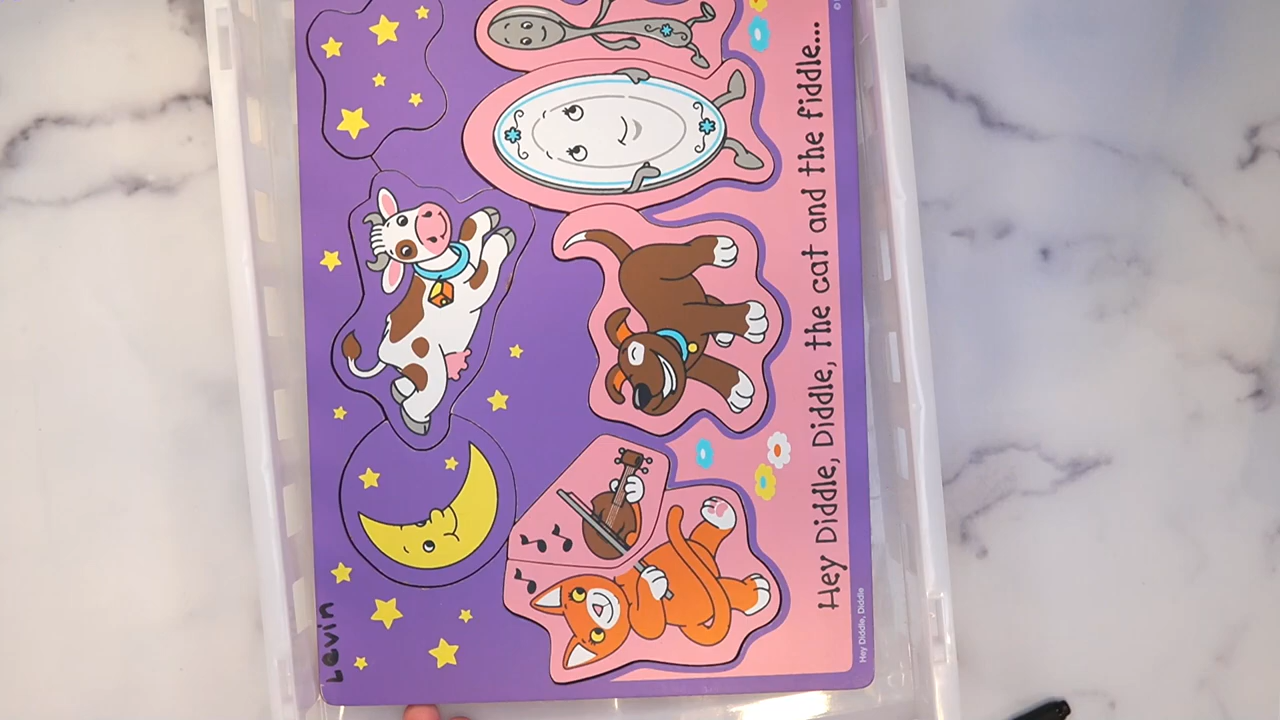 Levin
Hey Diddle, Diddle, the cat and the fiddle...
Hey Diddle, Diddle